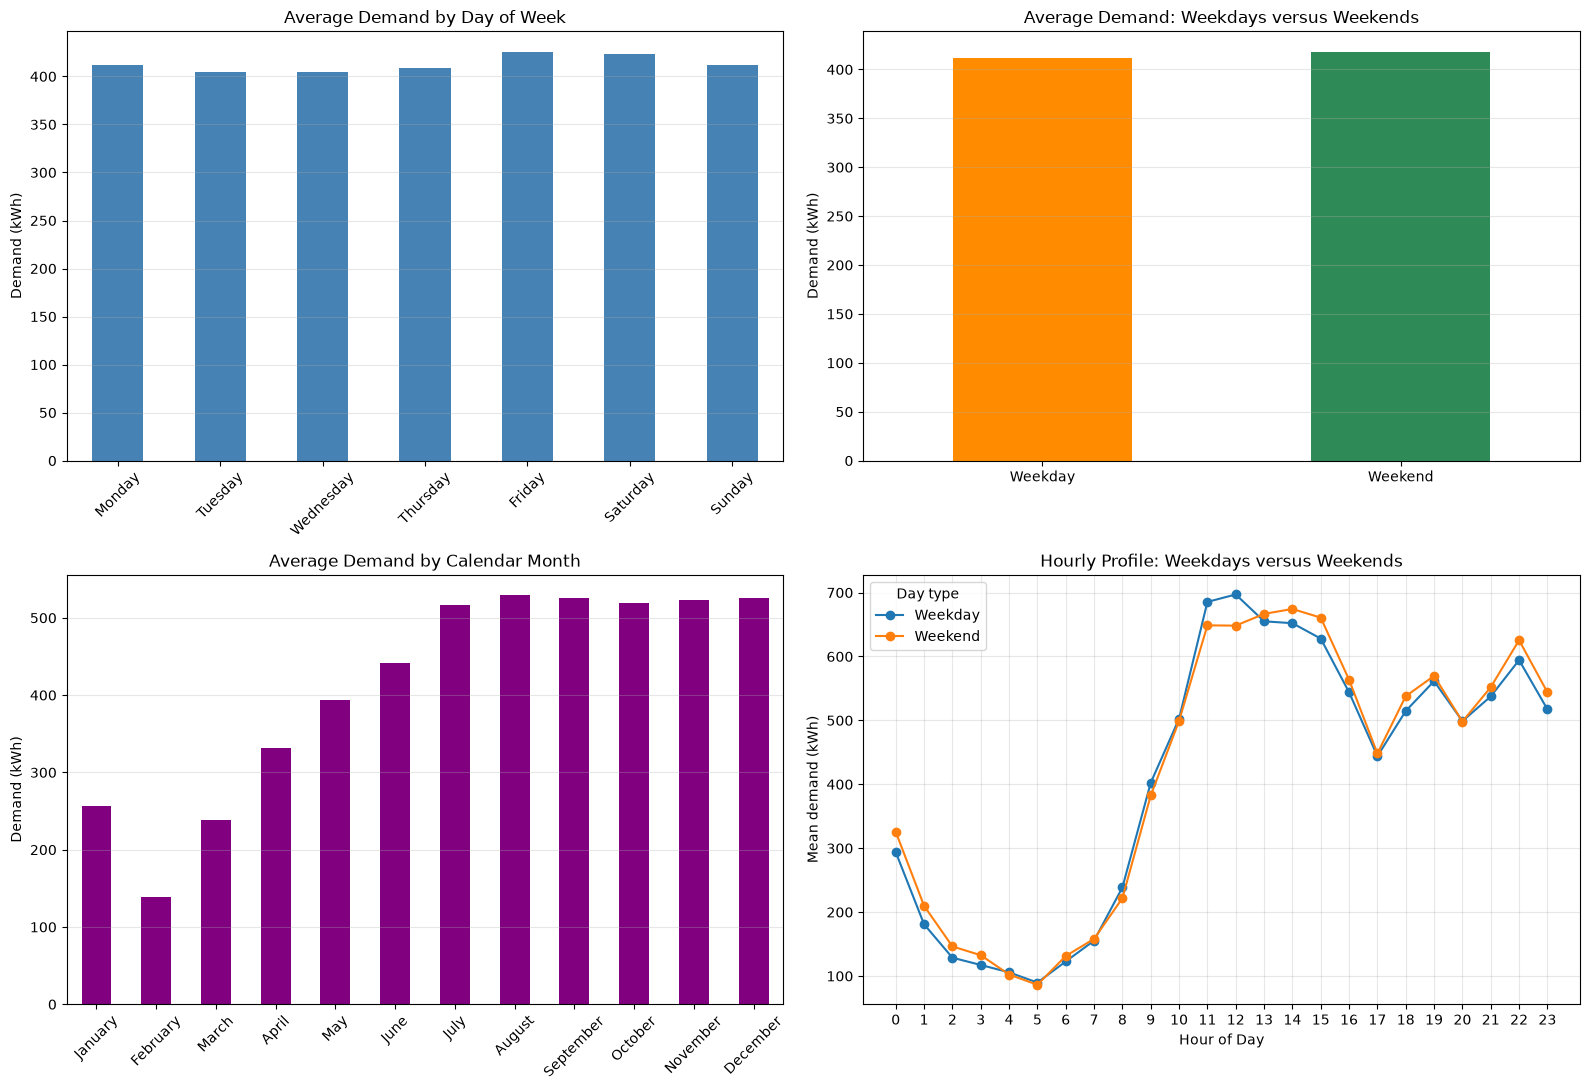 Average Demand by Day of Week
Demand (kWh)
400
350
300
250
200
150
100
50
0
Monday
Tuesday
Wednesday
Thursday
Friday
Saturday
Sunday
Average Demand: Weekdays versus Weekends
Demand (kWh)
400
350
300
250
200
150
100
50
0
Weekday
Weekend
Average Demand by Calendar Month
Demand (kWh)
500
400
300
200
100
0
January
February
March
April
May
June
July
August
September
October
November
December
Hourly Profile: Weekdays versus Weekends
Mean demand (kWh)
700
600
500
400
300
200
100
Day type
Weekday
Weekend
0 1 2 3 4 5 6 7 8 9 10 11 12 13 14 15 16 17 18 19 20 21 22 23
Hour of Day